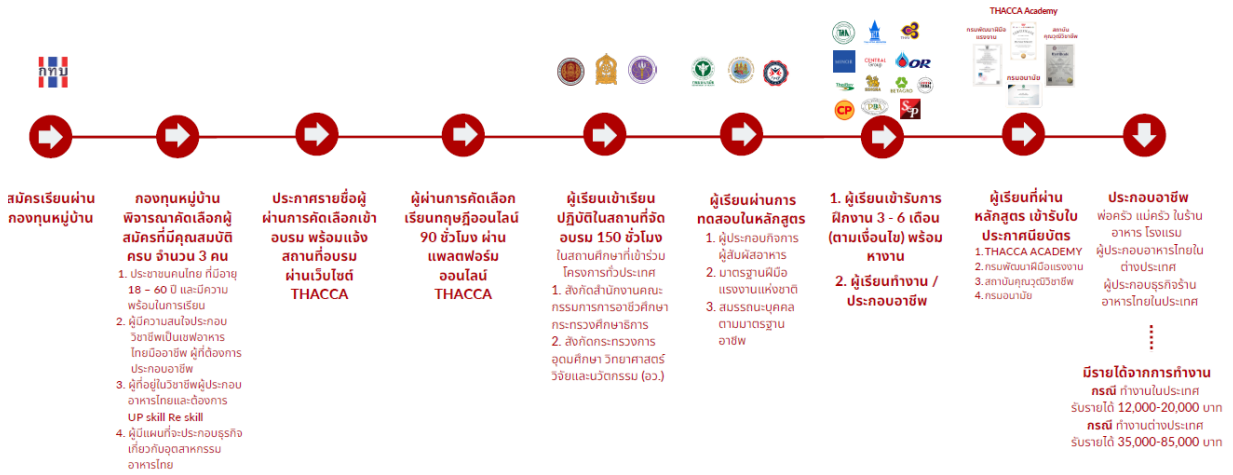 THACCA Academy
กรมพัฒนาฝีมือ
แรงงาน
สถาบัน
คุณวุฒิวิชาชีพ
กรมอนามัย
กทบ
CENTRAL
OR
BETAGRO
CP
S&P
สมัครเรียนผ่าน
กองทุนหมู่บ้าน
กองทุนหมู่บ้าน
พิจารณาคัดเลือกผู้
สมัครที่มีคุณสมบัติ
ครบ จำนวน 3 คน
1. ประชาชนคนไทย ที่มีอายุ
18 – 60 ปี และมีความ
พร้อมในการเรียน
2. ผู้มีความสนใจประกอบ
วิชาชีพเป็นเชฟอาหาร
ไทยมืออาชีพ ผู้ที่ต้องการ
ประกอบอาชีพ
3. ผู้ที่อยู่ในวิชาชีพผู้ประกอบ
อาหารไทยและต้องการ
UP skill Re skill
4. ผู้มีแผนที่จะประกอบธุรกิจ
เกี่ยวกับอุตสาหกรรม
อาหารไทย
ประกาศรายชื่อผู้
ผ่านการคัดเลือกเข้า
อบรม พร้อมแจ้ง
สถานที่อบรม
ผ่านเว็บไซต์
THACCA
ผู้ผ่านการคัดเลือก
เรียนทฤษฎีออนไลน์
90 ชั่วโมง ผ่าน
แพลตฟอร์ม
ออนไลน์
THACCA
ผู้เรียนเข้าเรียน
ปฏิบัติในสถานที่จัด
อบรม 150 ชั่วโมง
ในสถานศึกษาที่เข้าร่วม
โครงการทั่วประเทศ
1. สังกัดสำนักงานคณะ
กรรมการการอาชีวศึกษา
กระทรวงศึกษาธิการ
2. สังกัดกระทรวงการ
อุดมศึกษา วิทยาศาสตร์
วิจัยและนวัตกรรม (อว.)
ผู้เรียนผ่านการ
ทดสอบในหลักสูตร
1. ผู้ประกอบกิจการ
ผู้สัมผัสอาหาร
2. มาตรฐานฝีมือ
แรงงานแห่งชาติ
3. สมรรถนะบุคคล
ตามมาตรฐาน
อาชีพ
1. ผู้เรียนเข้ารับการ
ฝึกงาน 3 - 6 เดือน
(ตามเงื่อนไข) พร้อม
หางาน
2. ผู้เรียนทำงาน /
ประกอบอาชีพ
ผู้เรียนที่ผ่าน
หลักสูตร เข้ารับใบ
ประกาศนียบัตร
1. THACCA ACADEMY
2. กรมพัฒนาฝีมือแรงงาน
3. สถาบันคุณวุฒิวิชาชีพ
4. กรมอนามัย
ประกอบอาชีพ
พ่อครัว แม่ครัว ในร้าน
อาหาร โรงแรม
ผู้ประกอบอาหารไทยใน
ต่างประเทศ
ผู้ประกอบธุรกิจร้าน
อาหารไทยในประเทศ
มีรายได้จากการทำงาน
กรณี ทำงานในประเทศ
รับรายได้ 12,000-20,000 บาท
กรณี ทำงานต่างประเทศ
รับรายได้ 35,000-85,000 บาท